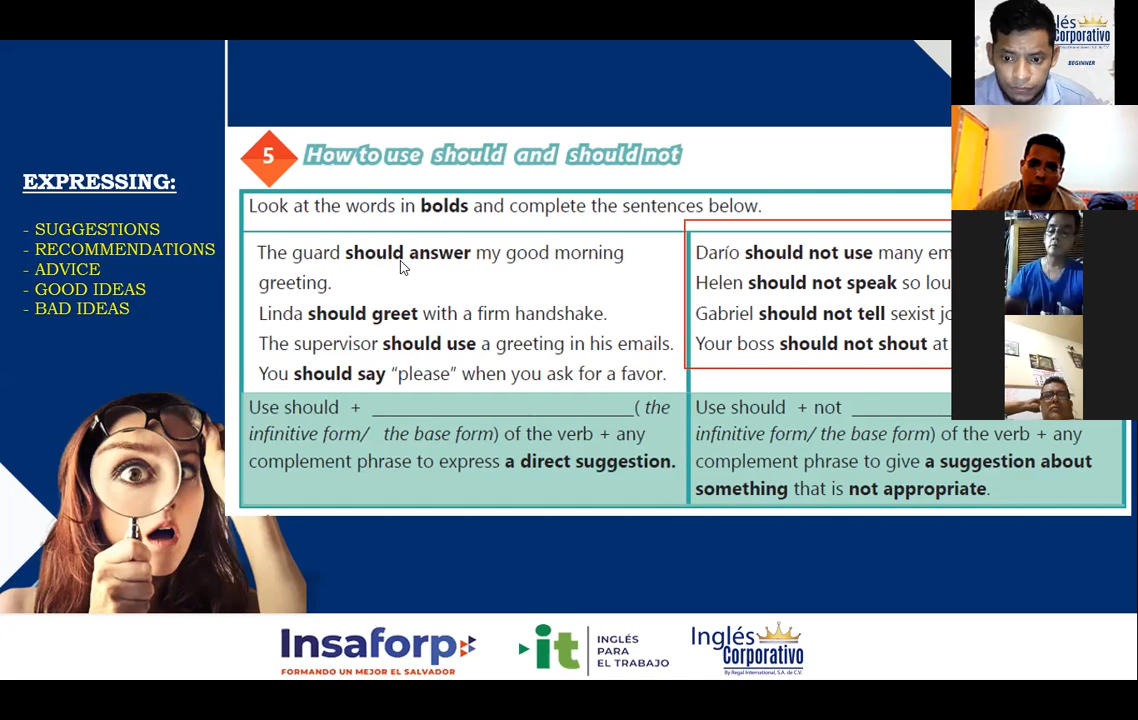 lés
Corporativo
BEGINNER
5 How to use should and should not
EXPRESSING:
- SUGGESTIONS
- RECOMMENDATIONS
- ADVICE
- GOOD IDEAS
- BAD IDEAS
Look at the words in bolds and complete the sentences below.
The guard should answer my good morning
greeting.
Linda should greet with a firm handshake.
The supervisor should use a greeting in his emails.
You should say “please” when you ask for a favor.
Darío should not use many em
Helen should not speak so lou
Gabriel should not tell sexist jo
Your boss should not shout at
Use should + ____________________________ ( the
infinitive form/ the base form) of the verb + any
complement phrase to express a direct suggestion.
Use should + not __________
infinitive form/ the base form) of the verb + any
complement phrase to give a suggestion about
something that is not appropriate.
Insaforp
FORMANDO UN MEJOR EL SALVADOR
it
INGLÉS
PARA
EL TRABAJO
Inglés
Corporativo
By Regal International, S.A. de C.V.